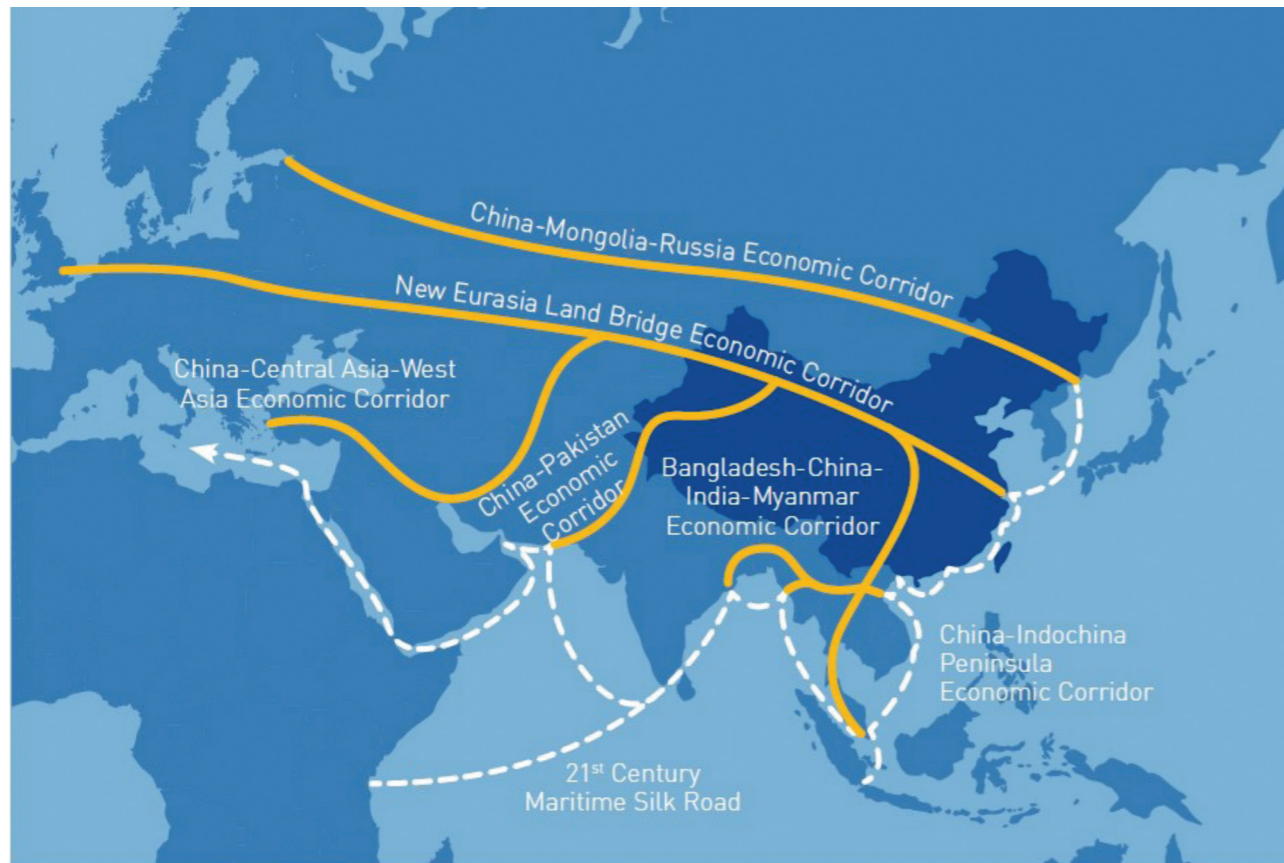 China-Mongolia-Russia Economic Corridor
New Eurasia Land Bridge Economic Corridor
China-Central Asia-West
Asia Economic Corridor
China-Pakistan
Economic
Corridor
Bangladesh-China-
India-Myanmar
Economic Corridor
China-Indochina
Peninsula
Economic Corridor
21st Century
Maritime Silk Road